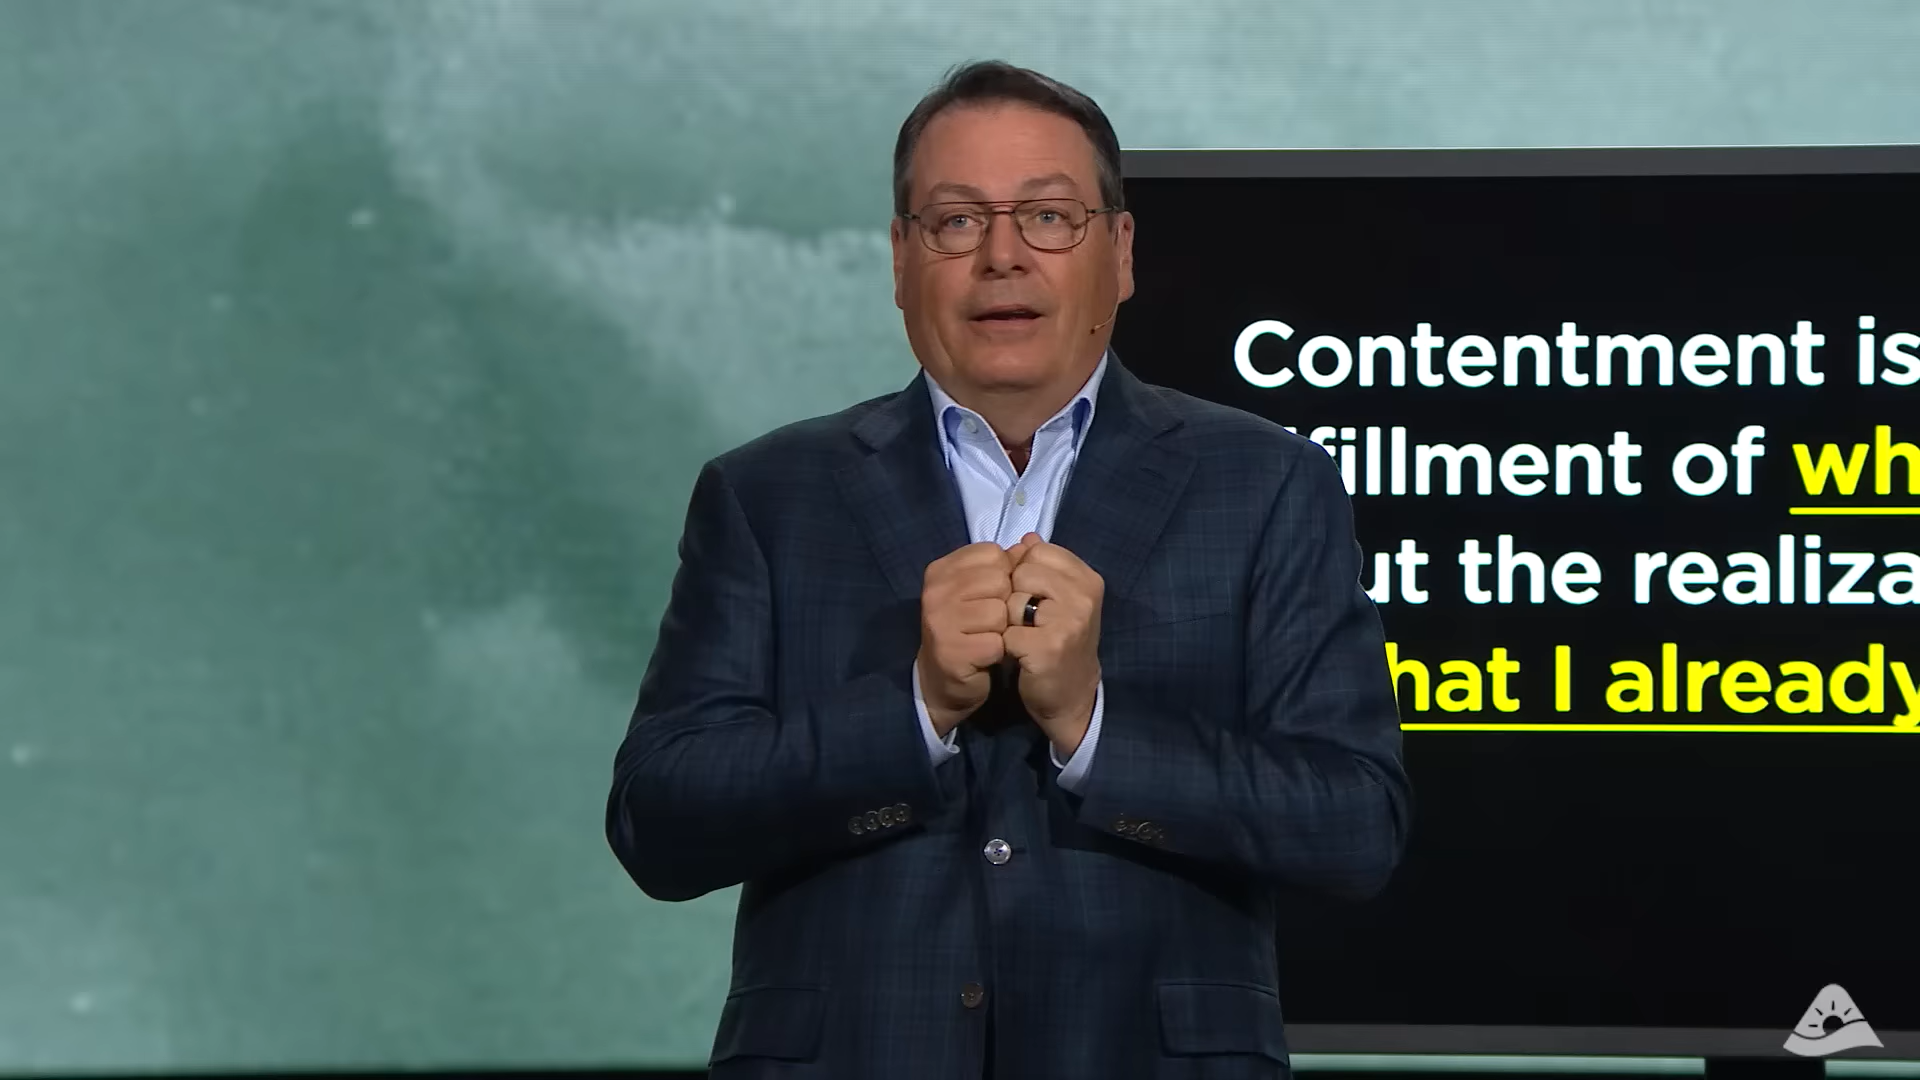 Contentment is
fillment of wh
ut the realiza
hat I already